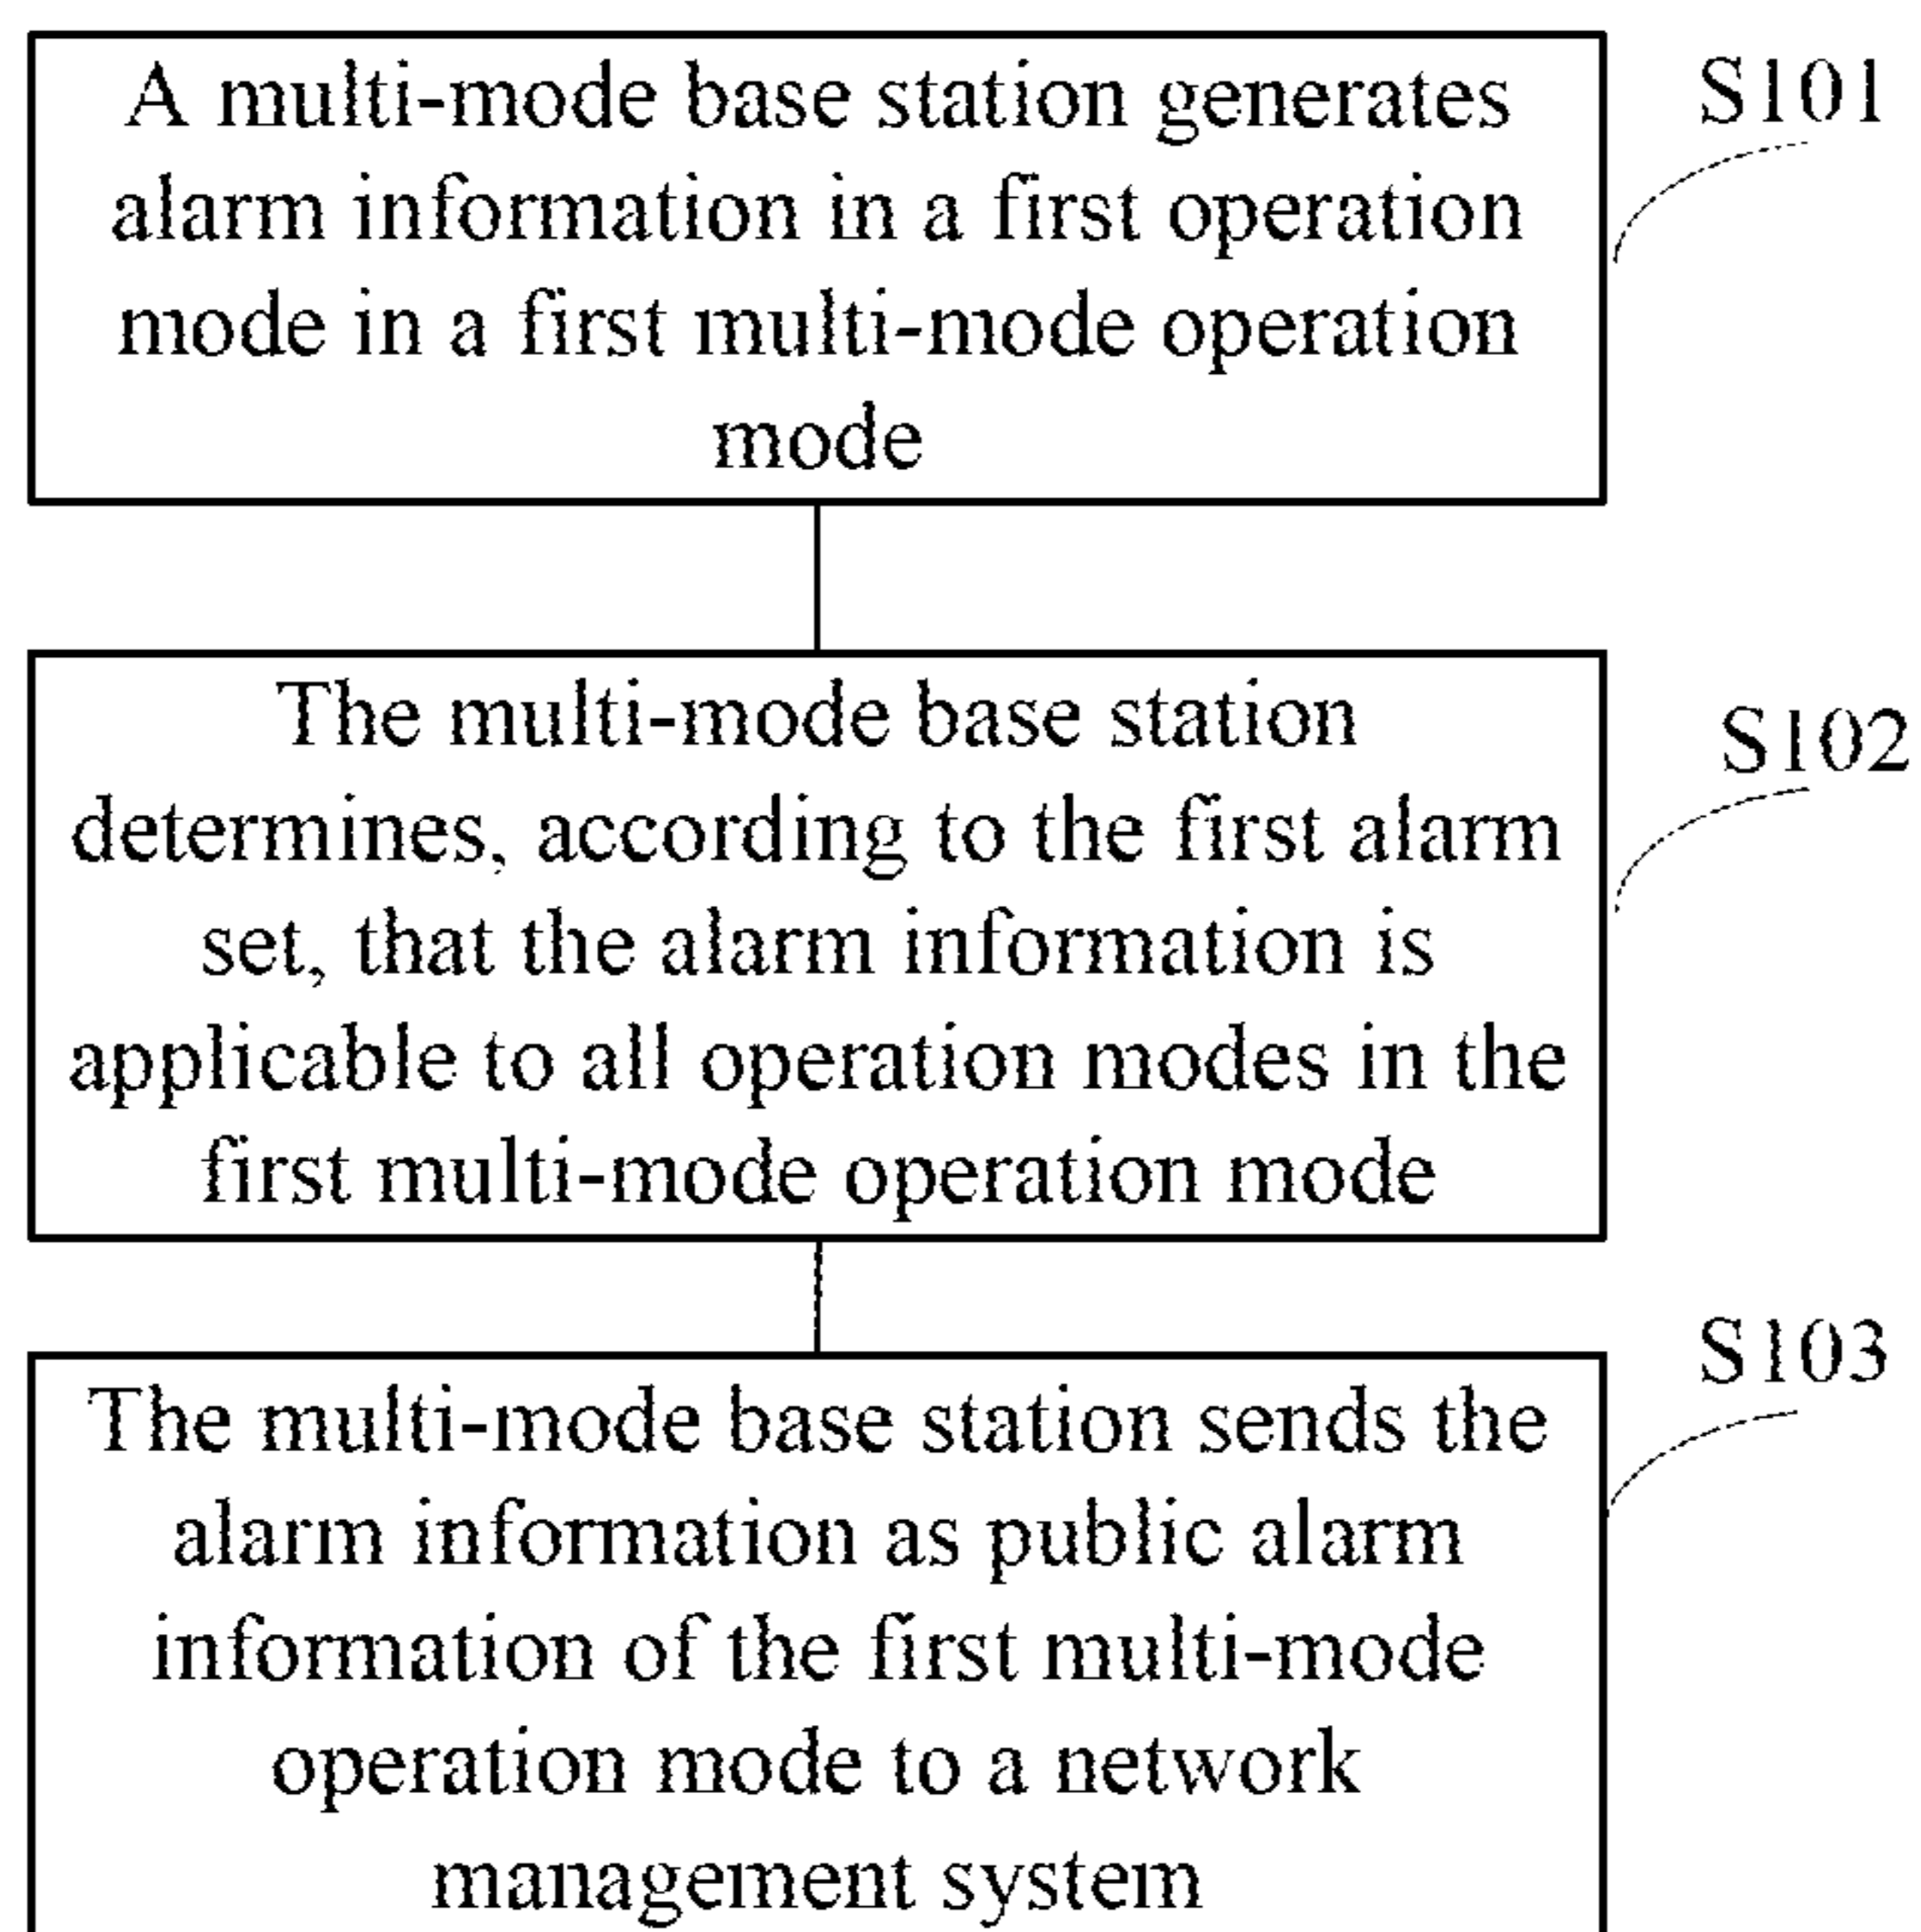 A multi-mode base station generates
alarm information in a first operation
mode in a first multi-mode operation
mode
S101
The multi-mode base station
determines, according to the first alarm
set, that the alarm information is
applicable to all operation modes in the
first multi-mode operation mode
S102
The multi-mode base station sends the
alarm information as public alarm
information of the first multi-mode
operation mode to a network
management system
S103